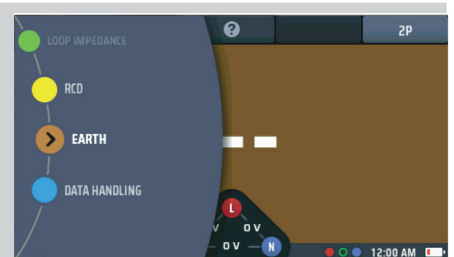 LOOP IMPEDANCE
?
2P
RCD
EARTH
DATA HANDLING
L
V 0 V
0 V
N
12:00 AM